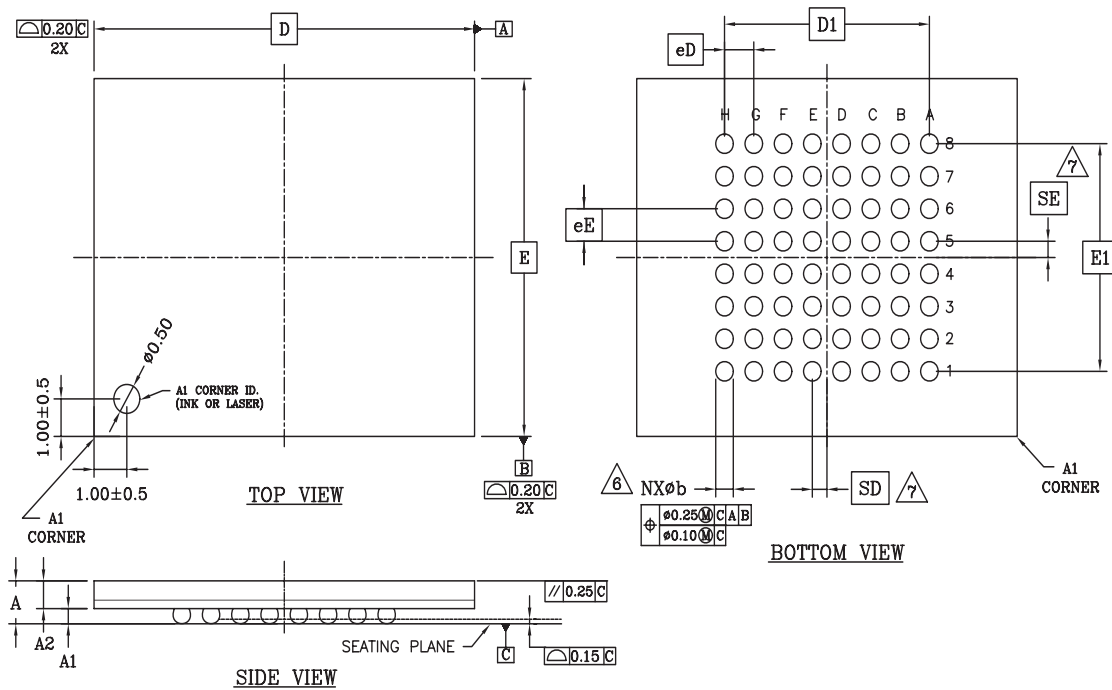 ⌓ 0.20 C
2X
D
A
E
ø0.50
A1 CORNER ID.
(INK OR LASER)
1.00±0.5
1.00±0.5
A1
CORNER
TOP VIEW
B
⌓ 0.20 C
2X
D1
eD
H G F E D C B A
8
7
6
5
4
3
2
1
7
SE
eE
E1
6
NXøb
⌖ ø0.25 Ⓜ C A B
ø0.10 Ⓜ C
SD
7
A1
CORNER
BOTTOM VIEW
A
A2
A1
// 0.25 C
SEATING PLANE
C
⌓ 0.15 C
SIDE VIEW